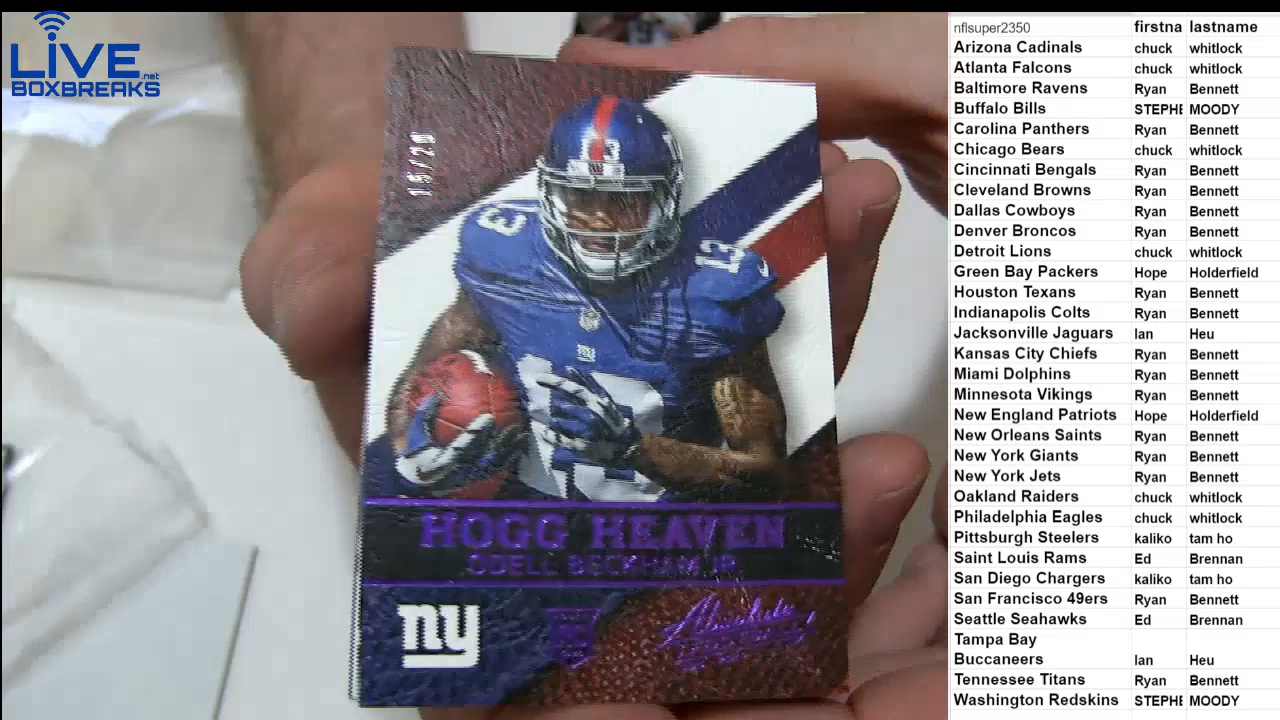 LIVE
.net
BOXBREAKS
15/20
13
13
13
HOGG HEAVEN
ODELL BECKHAM JR.
ny
Absolute
nflsuper2350 firstna lastname
Arizona Cadinals chuck whitlock
Atlanta Falcons chuck whitlock
Baltimore Ravens Ryan Bennett
Buffalo Bills STEPHE MOODY
Carolina Panthers Ryan Bennett
Chicago Bears chuck whitlock
Cincinnati Bengals Ryan Bennett
Cleveland Browns Ryan Bennett
Dallas Cowboys Ryan Bennett
Denver Broncos Ryan Bennett
Detroit Lions chuck whitlock
Green Bay Packers Hope Holderfield
Houston Texans Ryan Bennett
Indianapolis Colts Ryan Bennett
Jacksonville Jaguars Ian Heu
Kansas City Chiefs Ryan Bennett
Miami Dolphins Ryan Bennett
Minnesota Vikings Ryan Bennett
New England Patriots Hope Holderfield
New Orleans Saints Ryan Bennett
New York Giants Ryan Bennett
New York Jets Ryan Bennett
Oakland Raiders chuck whitlock
Philadelphia Eagles chuck whitlock
Pittsburgh Steelers kaliko tam ho
Saint Louis Rams Ed Brennan
San Diego Chargers kaliko tam ho
San Francisco 49ers Ryan Bennett
Seattle Seahawks Ed Brennan
Tampa Bay
Buccaneers Ian Heu
Tennessee Titans Ryan Bennett
Washington Redskins STEPHE MOODY